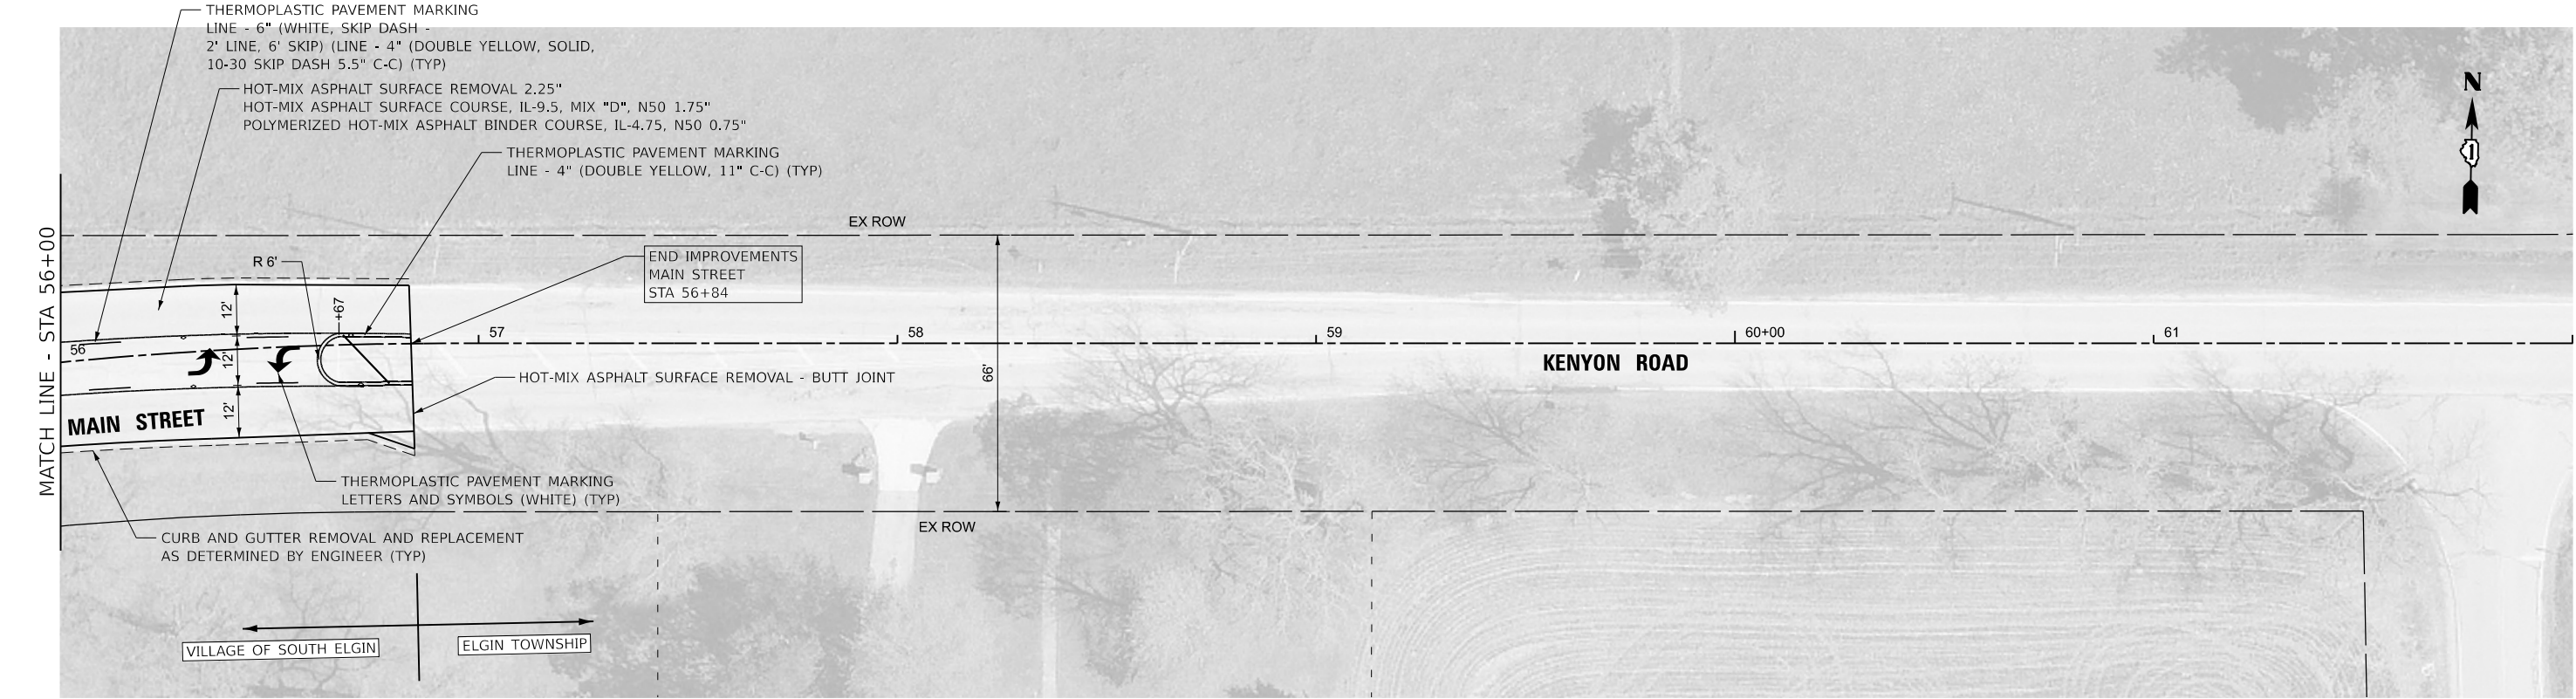 THERMOPLASTIC PAVEMENT MARKING
LINE - 6" (WHITE, SKIP DASH -
2' LINE, 6' SKIP) (LINE - 4" (DOUBLE YELLOW, SOLID,
10-30 SKIP DASH 5.5" C-C) (TYP)
HOT-MIX ASPHALT SURFACE REMOVAL 2.25"
HOT-MIX ASPHALT SURFACE COURSE, IL-9.5, MIX "D", N50 1.75"
POLYMERIZED HOT-MIX ASPHALT BINDER COURSE, IL-4.75, N50 0.75"
THERMOPLASTIC PAVEMENT MARKING
LINE - 4" (DOUBLE YELLOW, 11" C-C) (TYP)
N
1
EX ROW
MATCH LINE - STA 56+00
R 6'
END IMPROVEMENTS
MAIN STREET
STA 56+84
12'
+67
56
57
58
59
60+00
61
12'
KENYON ROAD
66'
HOT-MIX ASPHALT SURFACE REMOVAL - BUTT JOINT
12'
MAIN STREET
THERMOPLASTIC PAVEMENT MARKING
LETTERS AND SYMBOLS (WHITE) (TYP)
EX ROW
CURB AND GUTTER REMOVAL AND REPLACEMENT
AS DETERMINED BY ENGINEER (TYP)
VILLAGE OF SOUTH ELGIN
ELGIN TOWNSHIP